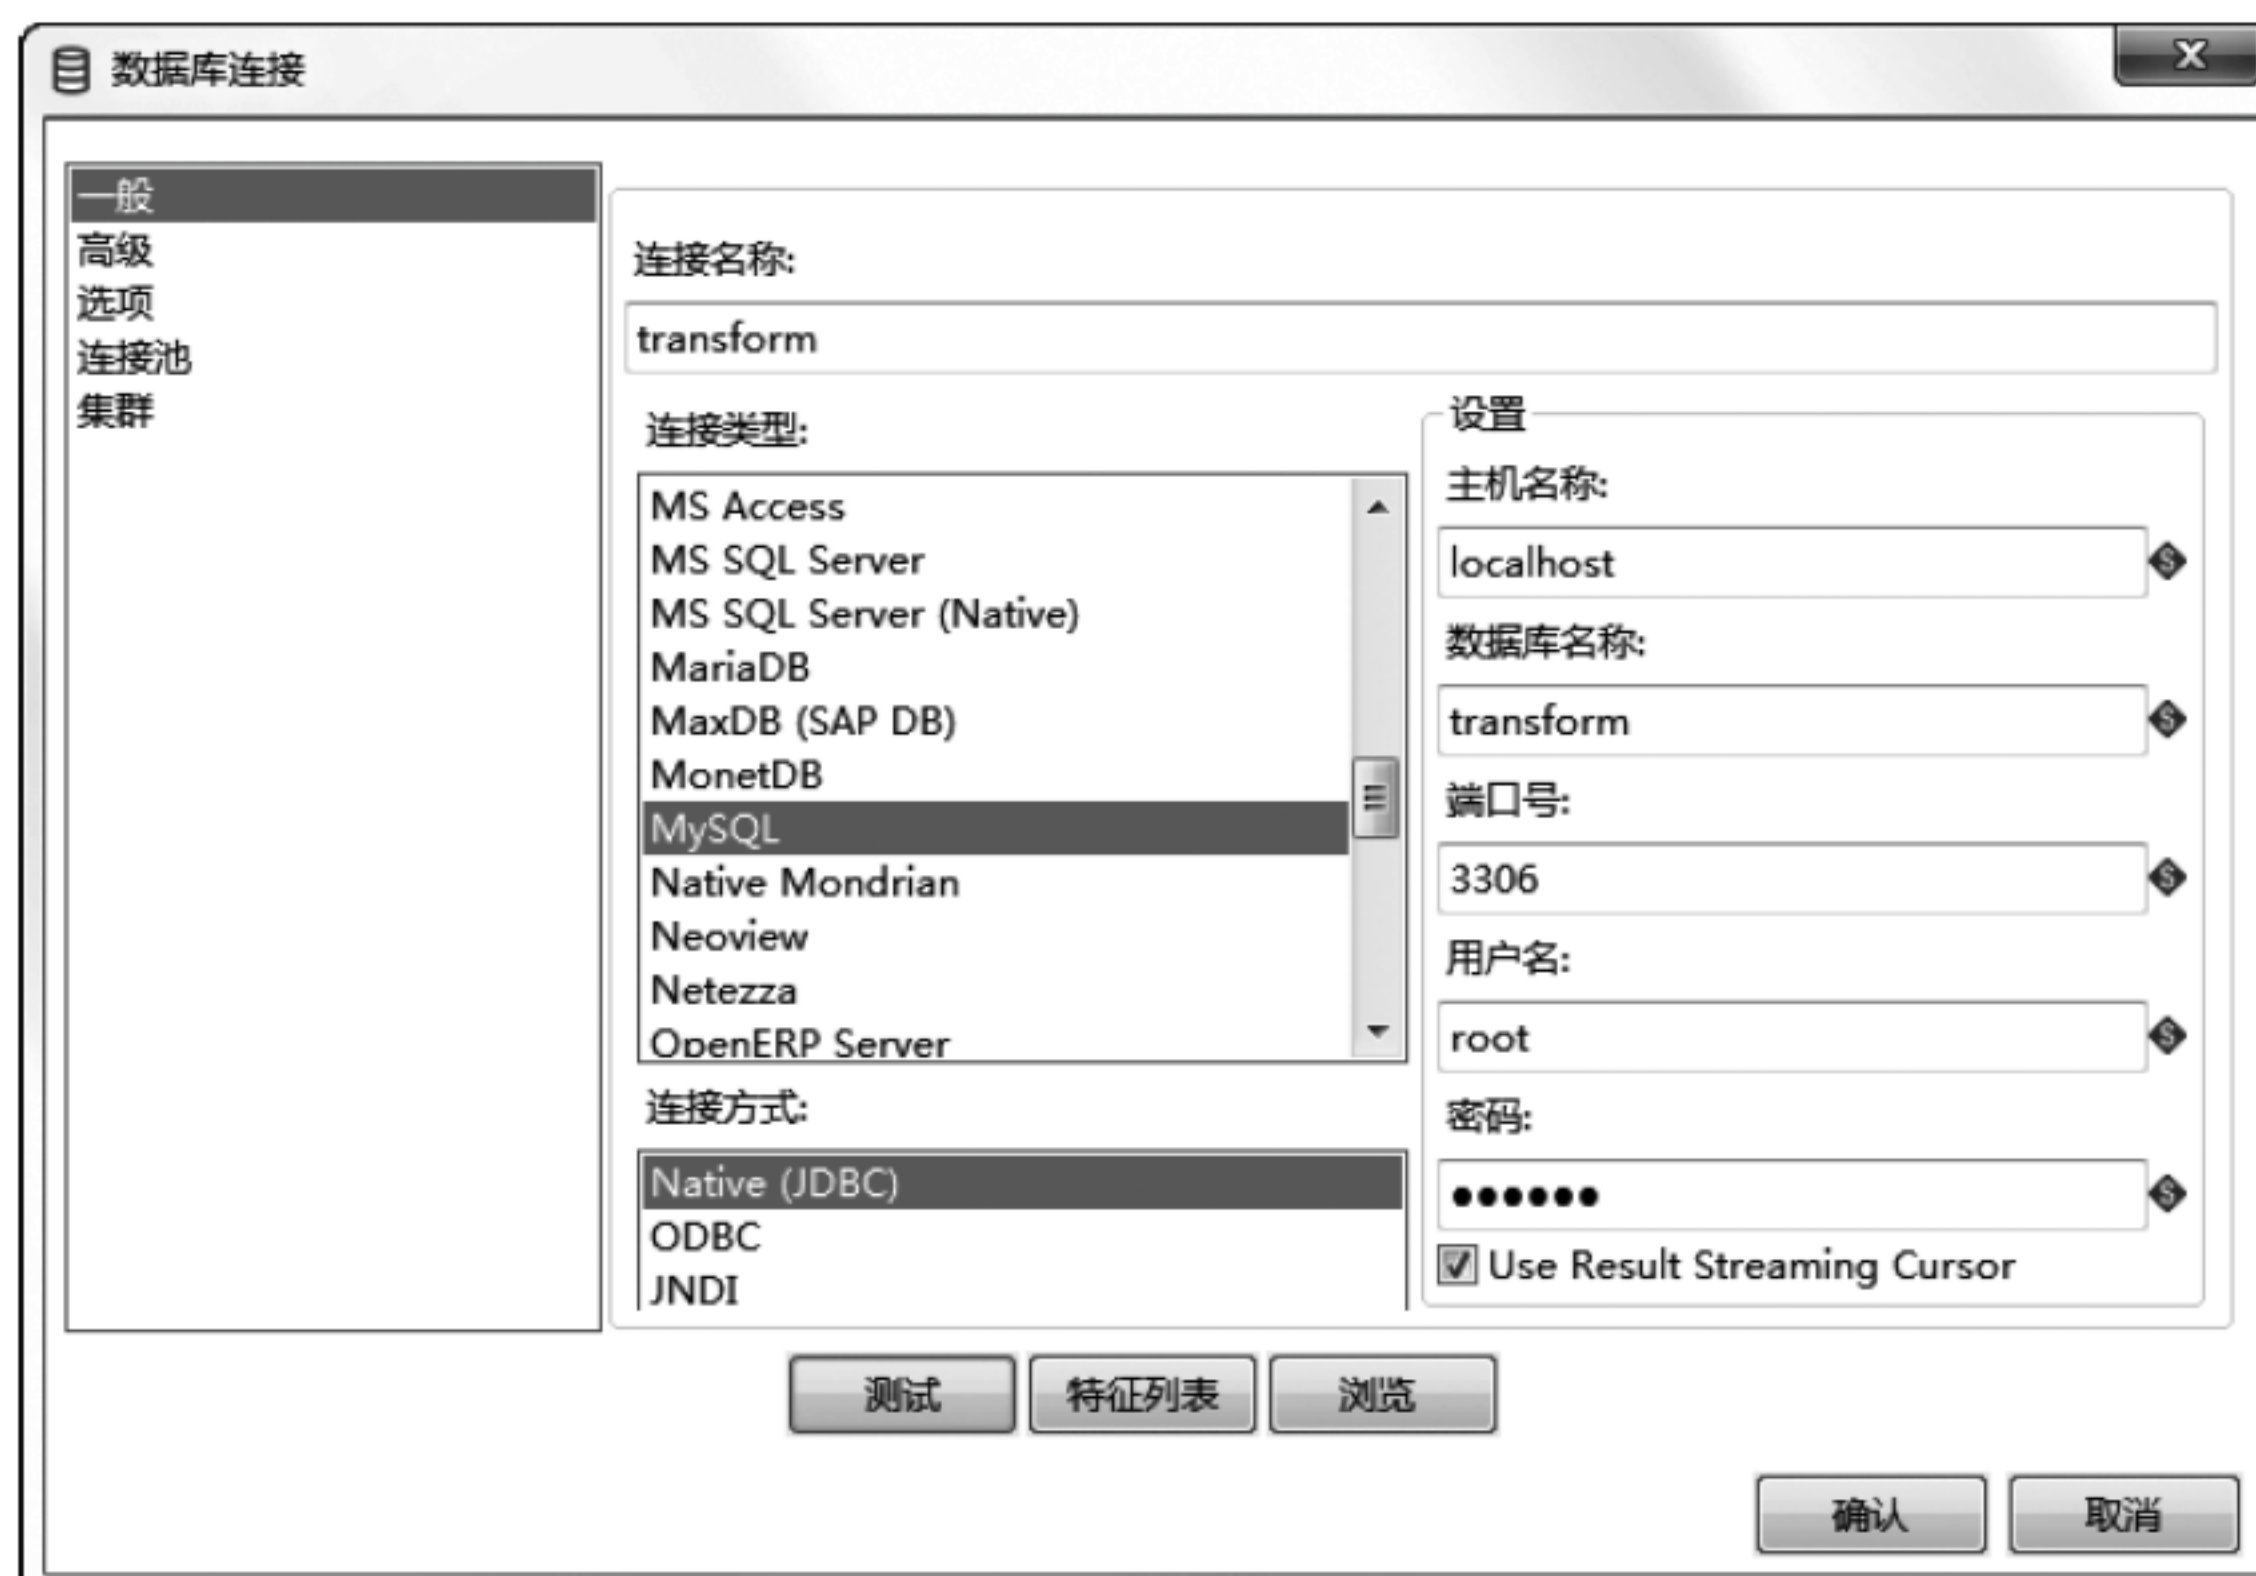 数据库连接
一般
高级
选项
连接池
集群
连接名称:
transform
连接类型:
MS Access
MS SQL Server
MS SQL Server (Native)
MariaDB
MaxDB (SAP DB)
MonetDB
MySQL
Native Mondrian
Neoview
Netezza
OpenERP Server
连接方式:
Native (JDBC)
ODBC
JNDI
设置
主机名称:
localhost
数据库名称:
transform
端口号:
3306
用户名:
root
密码:
●●●●●●
Use Result Streaming Cursor
测试
特征列表
浏览
确认
取消